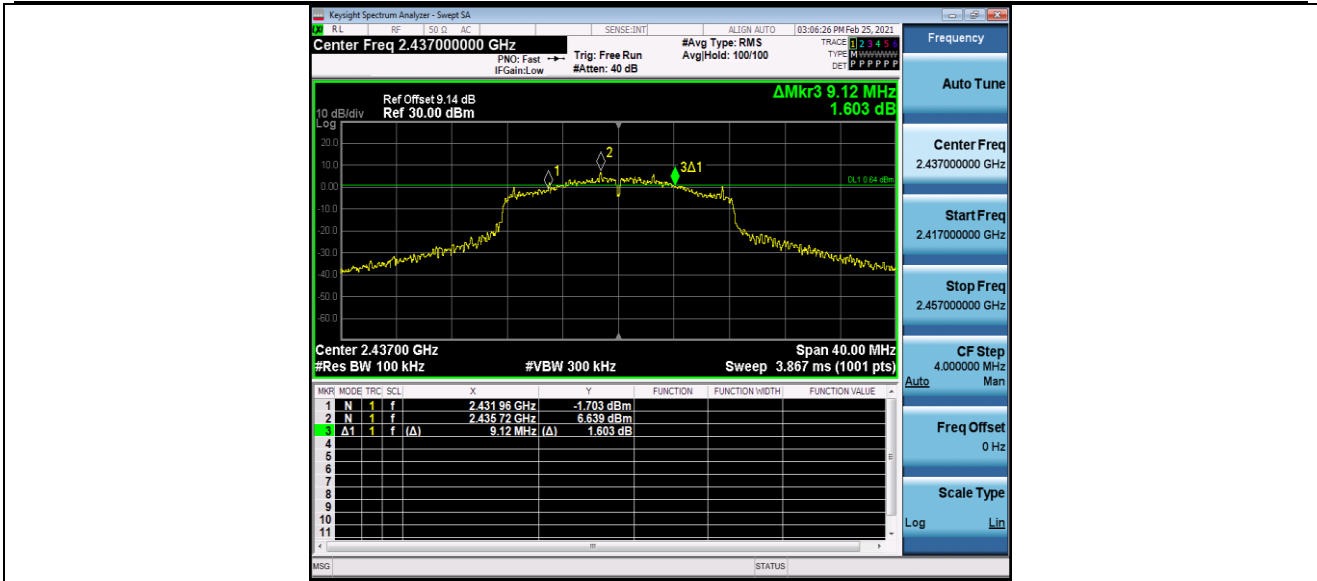 Keysight Spectrum Analyzer - Swept SA
RL RF 50 Ω AC SENSE:INT ALIGN AUTO 03:06:26 PM Feb 25, 2021
Center Freq 2.437000000 GHz
PNO: Fast
IFGain:Low
Trig: Free Run
#Atten: 40 dB
#Avg Type: RMS
Avg|Hold: 100/100
TRACE 1 2 3 4 5 6
TYPE M W W W W W
DET P P P P P P
ΔMkr3 9.12 MHz
1.603 dB
Ref Offset 9.14 dB
10 dB/div Ref 30.00 dBm
Log
20.0
10.0
0.00
-10.0
-20.0
-30.0
-40.0
-50.0
-60.0
1
2
3Δ1
DL1 0.64 dBm
Center 2.43700 GHz Span 40.00 MHz
#Res BW 100 kHz #VBW 300 kHz Sweep 3.867 ms (1001 pts)
MKR MODE TRC SCL X Y FUNCTION FUNCTION WIDTH FUNCTION VALUE
1 N 1 f 2.431 96 GHz -1.703 dBm
2 N 1 f 2.435 72 GHz 6.639 dBm
3 Δ1 1 f (Δ) 9.12 MHz (Δ) 1.603 dB
4
5
6
7
8
9
10
11
MSG STATUS
Frequency
Auto Tune
Center Freq
2.437000000 GHz
Start Freq
2.417000000 GHz
Stop Freq
2.457000000 GHz
CF Step
4.000000 MHz
Auto Man
Freq Offset
0 Hz
Scale Type
Log Lin